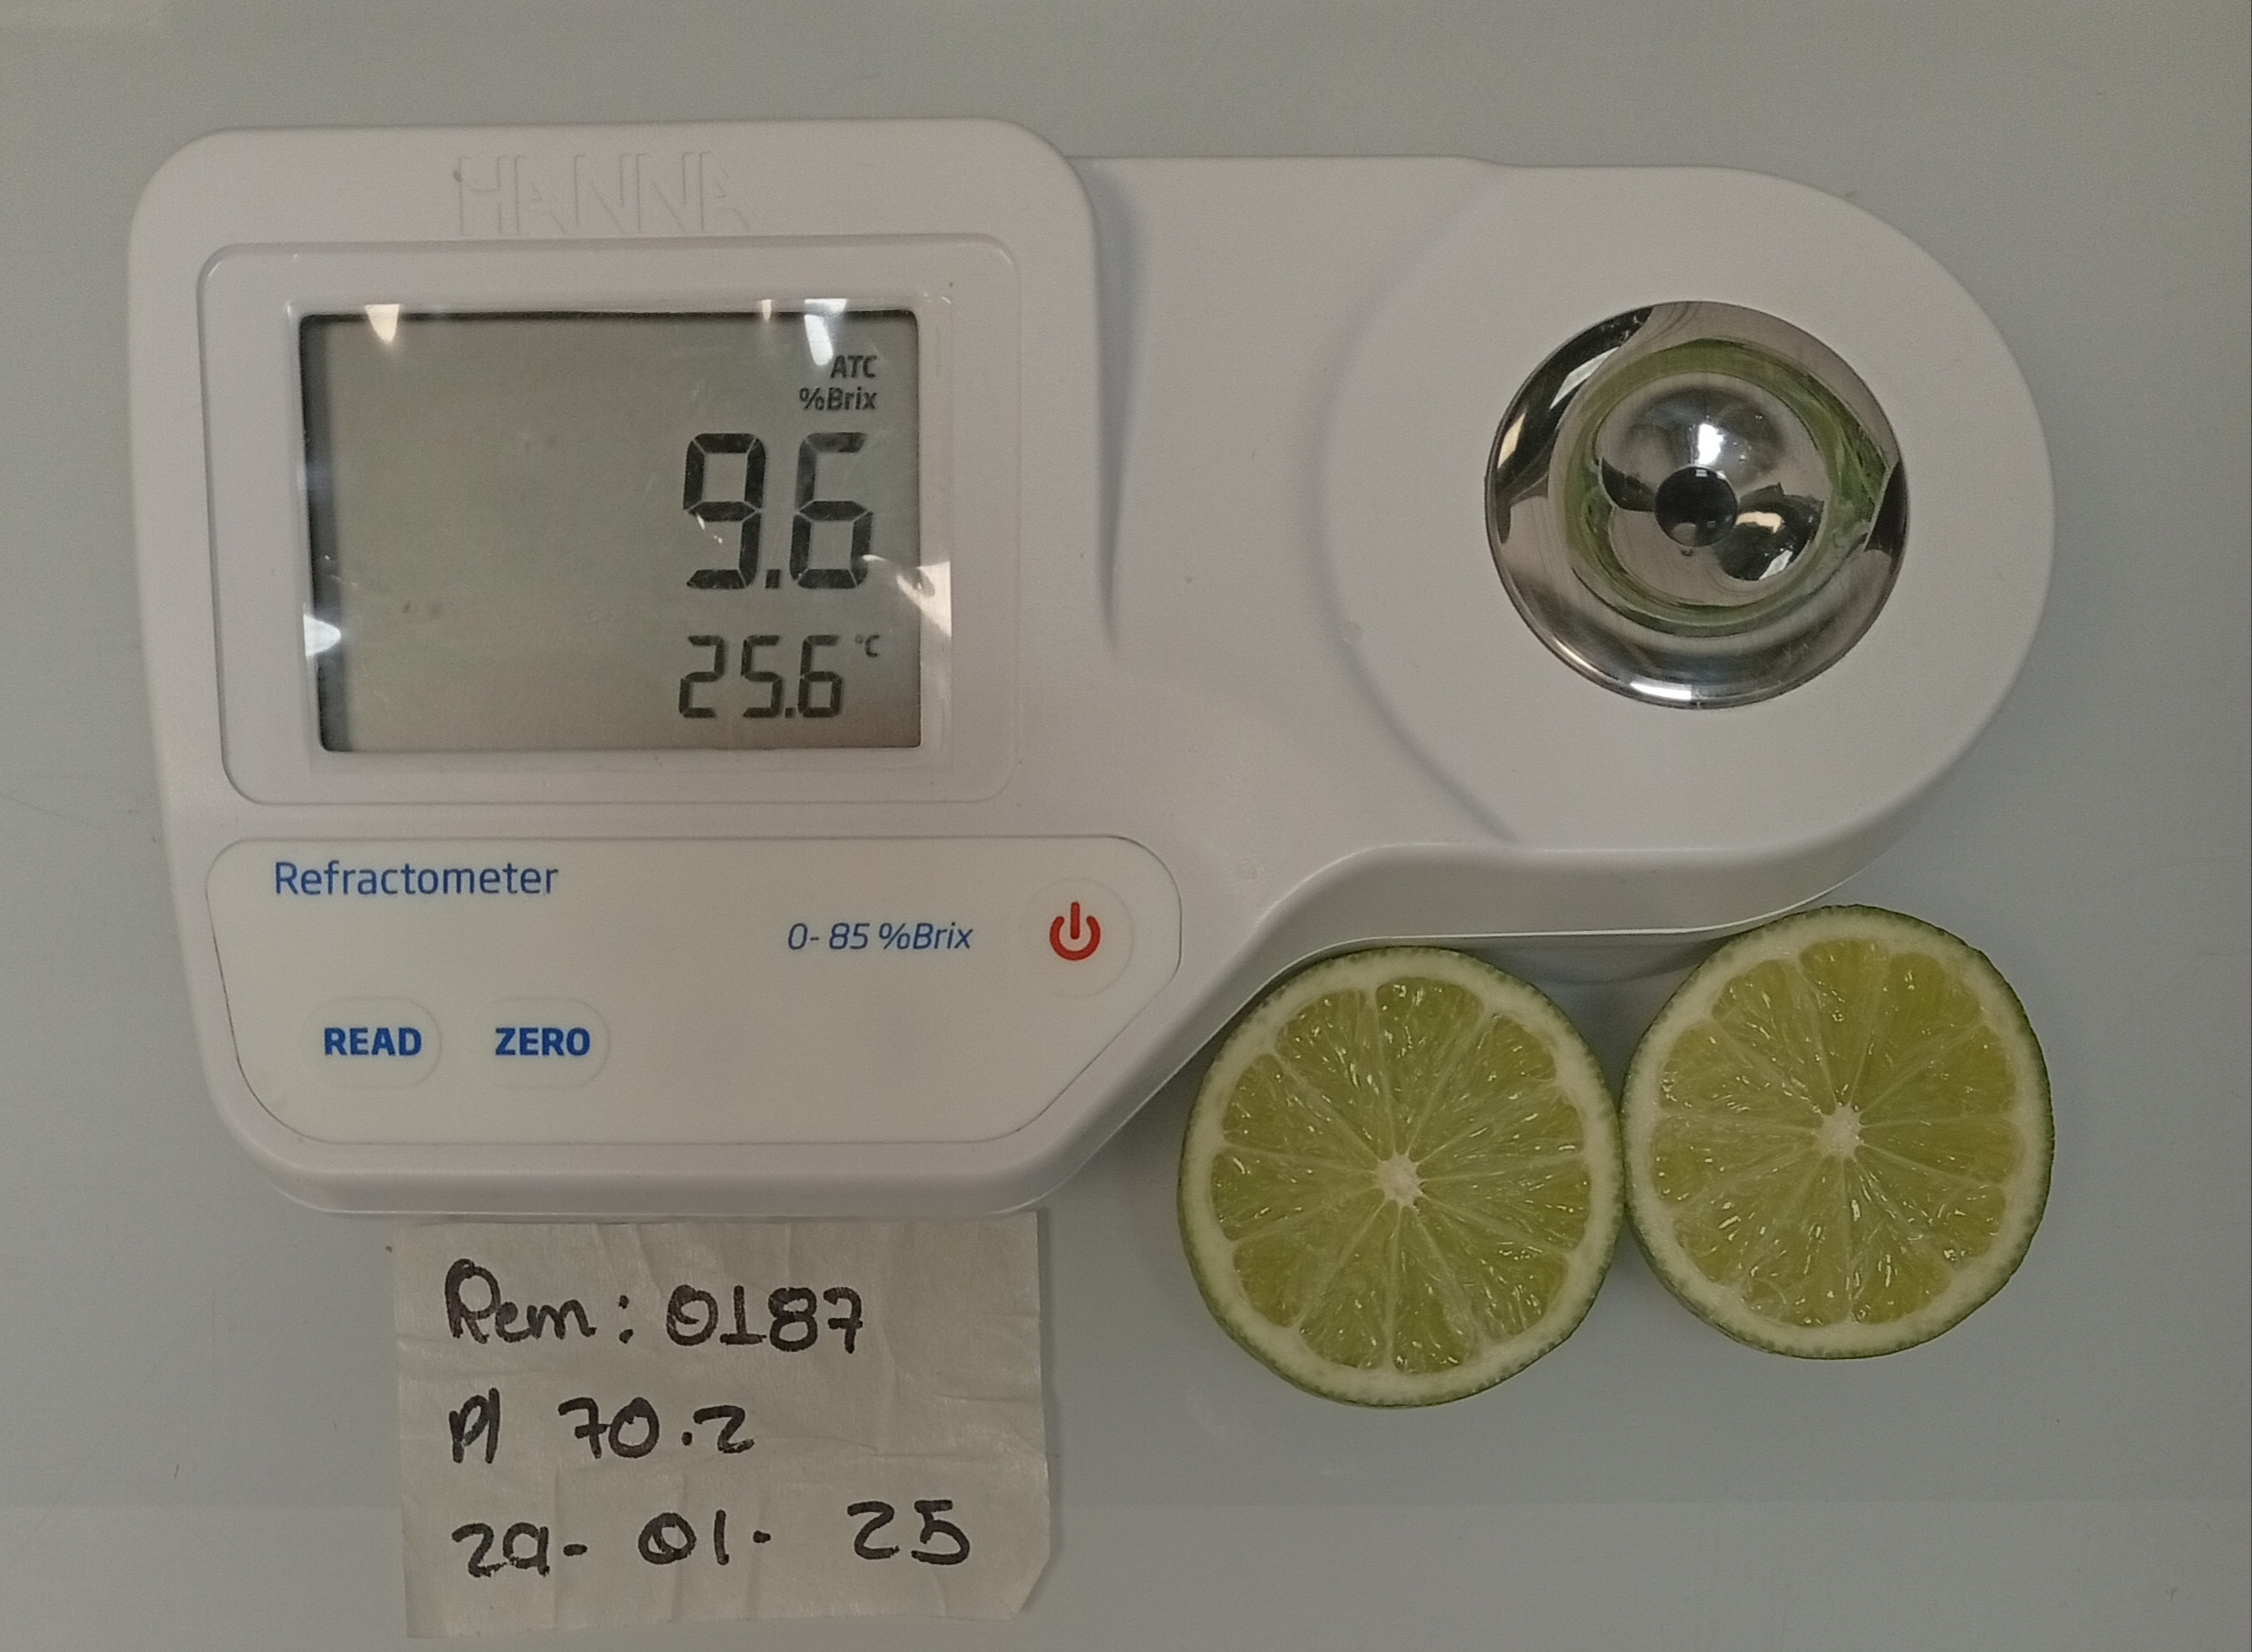 HANNA
ATC
%Brix
9.6
25.6 °C
Refractometer
0-85 %Brix
READ ZERO
Rem: 0187
Pl 70.2
29-01-25